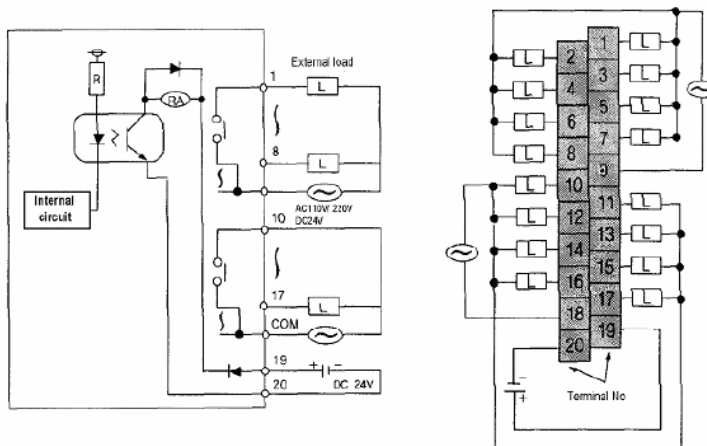 External load
1
L
R
RA
8
L
Internal
circuit
AC110V/ 220V
DC24V
10
17
L
COM
19
+ -
20
DC 24V
1
L
2
L
3
L
4
L
5
L
6
L
7
L
8
L
9
10
L
11
L
12
L
13
L
14
L
15
L
16
L
17
L
18
19
20
-
+
Terminal No